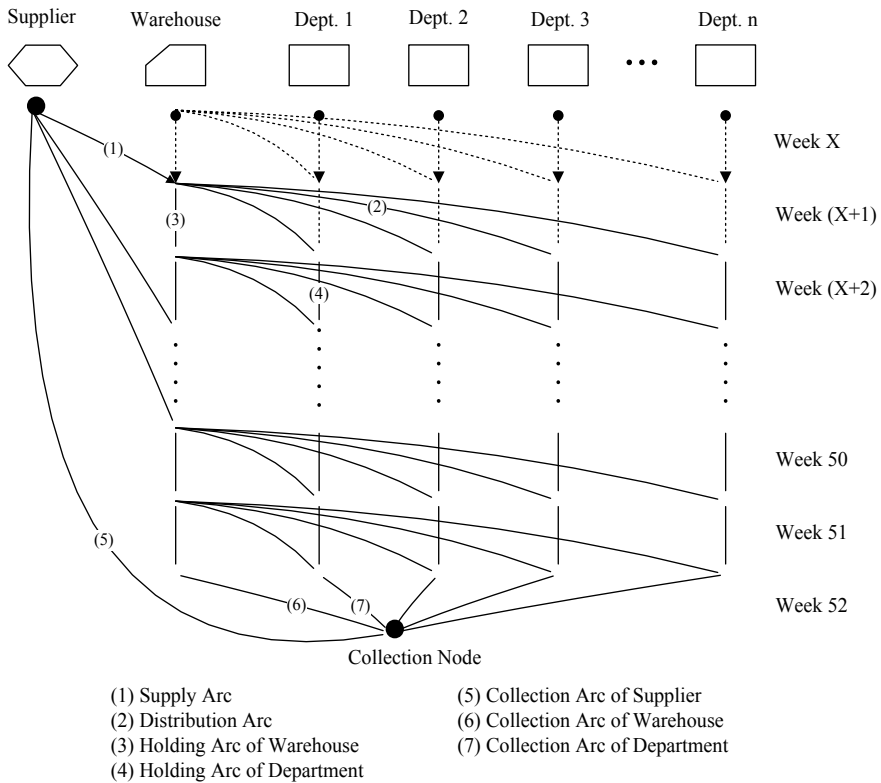 Supplier Warehouse Dept. 1 Dept. 2 Dept. 3 ••• Dept. n
Week X
(1)
(3) (2) Week (X+1)
(4) Week (X+2)
Week 50
(5) Week 51
(6) (7) Week 52
Collection Node
(1) Supply Arc
(2) Distribution Arc
(3) Holding Arc of Warehouse
(4) Holding Arc of Department
(5) Collection Arc of Supplier
(6) Collection Arc of Warehouse
(7) Collection Arc of Department